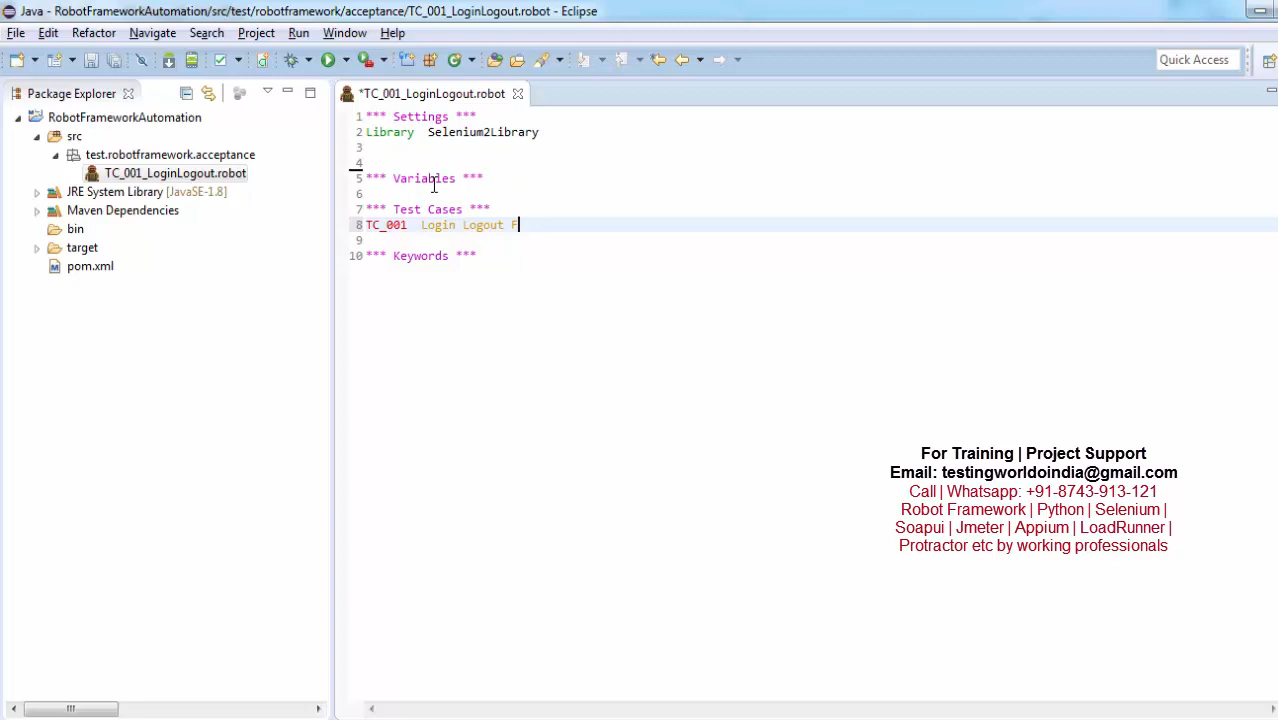 Java - RobotFrameworkAutomation/src/test/robotframework/acceptance/TC_001_LoginLogout.robot - Eclipse
File Edit Refactor Navigate Search Project Run Window Help
Quick Access
Package Explorer
*TC_001_LoginLogout.robot
RobotFrameworkAutomation
src
test.robotframework.acceptance
TC_001_LoginLogout.robot
JRE System Library [JavaSE-1.8]
Maven Dependencies
bin
target
pom.xml
1 *** Settings ***
2 Library  Selenium2Library
3
4
5 *** Variables ***
6
7 *** Test Cases ***
8 TC_001  Login Logout F
9
10 *** Keywords ***
For Training | Project Support
Email: testingworldoindia@gmail.com
Call | Whatsapp: +91-8743-913-121
Robot Framework | Python | Selenium |
Soapui | Jmeter | Appium | LoadRunner |
Protractor etc by working professionals